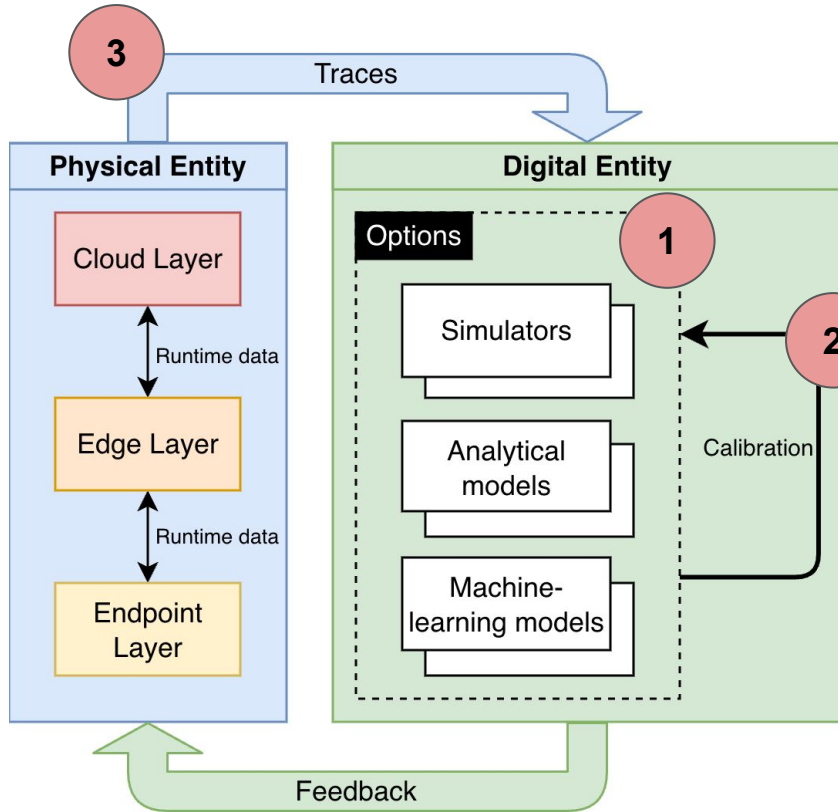 3
Traces
Physical Entity
Digital Entity
Cloud Layer
Runtime data
Edge Layer
Runtime data
Endpoint
Layer
Options
1
Simulators
2
Analytical
models
Calibration
Machine-
learning models
Feedback